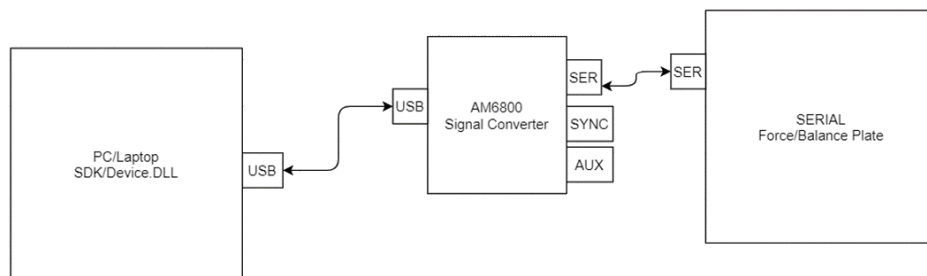 PC/Laptop
SDK/Device.DLL
USB
USB
AM6800
Signal Converter
SER
SYNC
AUX
SER
SERIAL
Force/Balance Plate